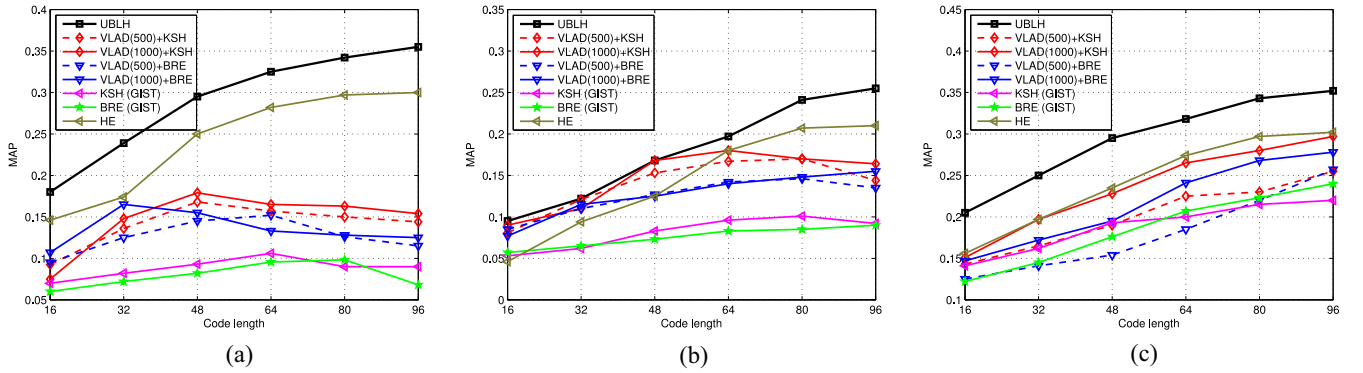 0.4
0.35
0.3
0.25
0.2
0.15
0.1
0.05
MAP
16 32 48 64 80 96
Code length
UBLH
VLAD(500)+KSH
VLAD(1000)+KSH
VLAD(500)+BRE
VLAD(1000)+BRE
KSH (GIST)
BRE (GIST)
HE
(a)
0.35
0.3
0.25
0.2
0.15
0.1
0.05
0
MAP
16 32 48 64 80 96
Code length
UBLH
VLAD(500)+KSH
VLAD(1000)+KSH
VLAD(500)+BRE
VLAD(1000)+BRE
KSH (GIST)
BRE (GIST)
HE
(b)
0.45
0.4
0.35
0.3
0.25
0.2
0.15
0.1
MAP
16 32 48 64 80 96
Code length
UBLH
VLAD(500)+KSH
VLAD(1000)+KSH
VLAD(500)+BRE
VLAD(1000)+BRE
KSH (GIST)
BRE (GIST)
HE
(c)